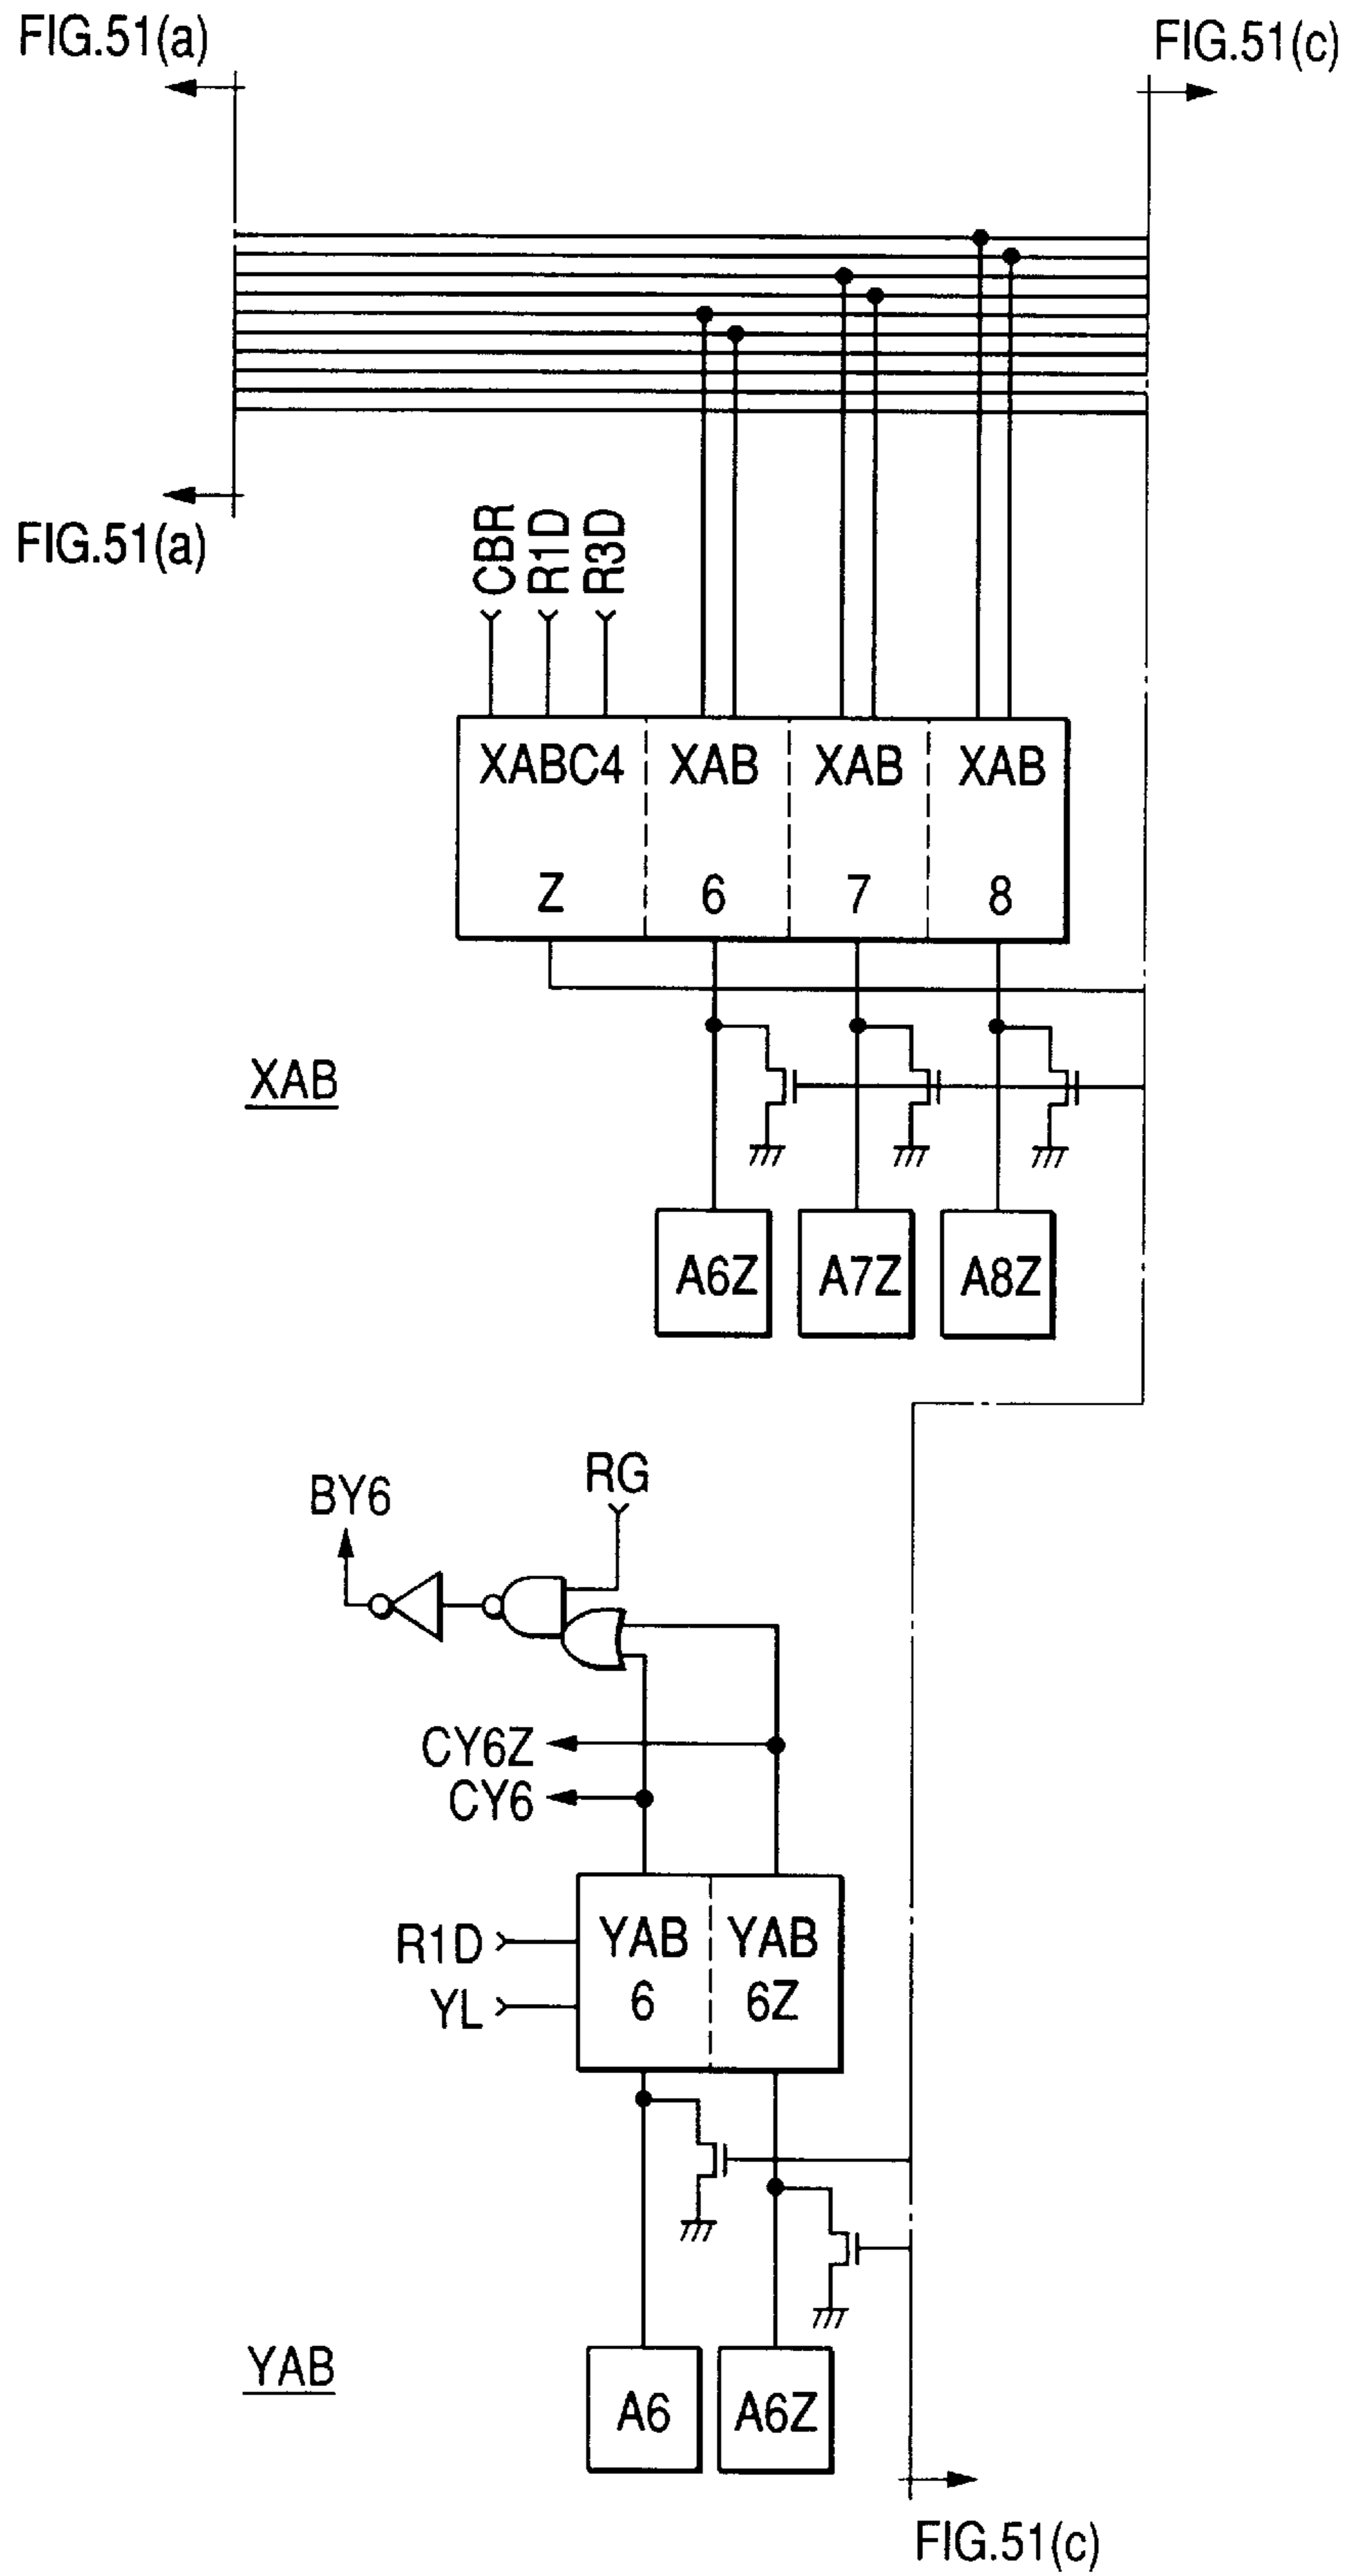 FIG.51(a)
FIG.51(c)
FIG.51(a)
CBR
R1D
R3D
XABC4 XAB XAB XAB
Z 6 7 8
XAB
A6Z A7Z A8Z
RG
BY6
CY6Z
CY6
R1D
YL
YAB YAB
6 6Z
YAB
A6 A6Z
FIG.51(c)